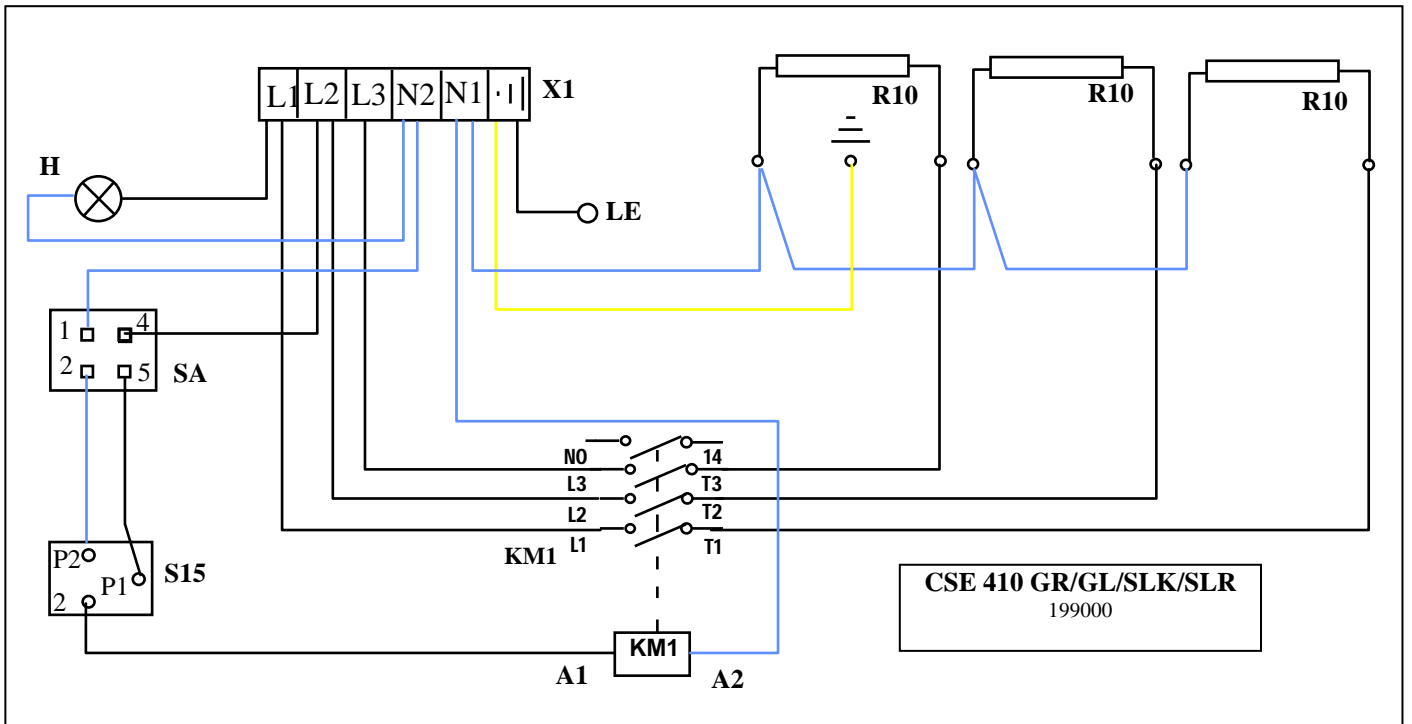 L1 L2 L3 N2 N1 X1
R10 R10 R10
H
LE
1 4
2 5 SA
NO 14
L3 T3
L2 T2
KM1 L1 T1
P2 P1 S15
2
CSE 410 GR/GL/SLK/SLR
199000
KM1
A1 A2